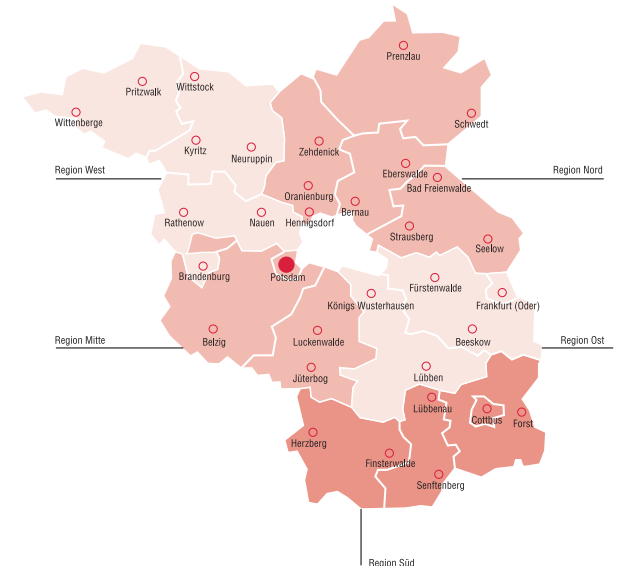 Prenzlau
Pritzwalk
Wittstock
Wittenberge
Schwedt
Kyritz
Neuruppin
Zehdenick
Region West
Eberswalde
Region Nord
Oranienburg
Bad Freienwalde
Rathenow
Nauen
Hennigsdorf
Bernau
Strausberg
Seelow
Brandenburg
Potsdam
Fürstenwalde
Königs Wusterhausen
Frankfurt (Oder)
Region Mitte
Belzig
Luckenwalde
Beeskow
Region Ost
Jüterbog
Lübben
Lübbenau
Cottbus
Forst
Herzberg
Finsterwalde
Senftenberg
Region Süd